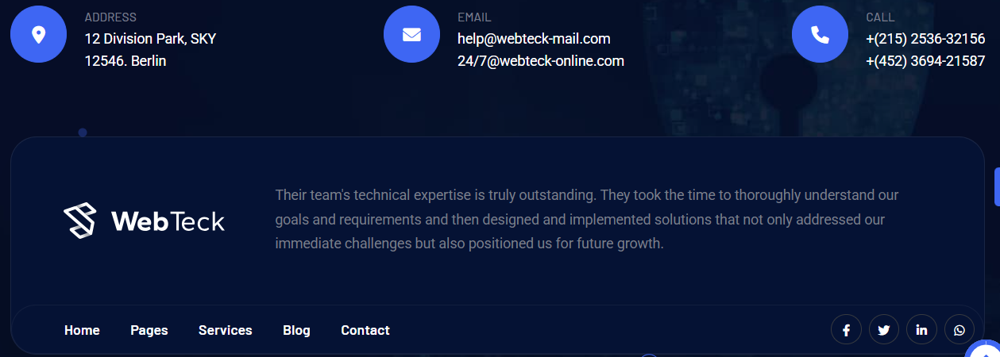 ADDRESS
12 Division Park, SKY
12546. Berlin
EMAIL
help@webteck-mail.com
24/7@webteck-online.com
CALL
+(215) 2536-32156
+(452) 3694-21587
WebTeck
Their team's technical expertise is truly outstanding. They took the time to thoroughly understand our
goals and requirements and then designed and implemented solutions that not only addressed our
immediate challenges but also positioned us for future growth.
Home Pages Services Blog Contact